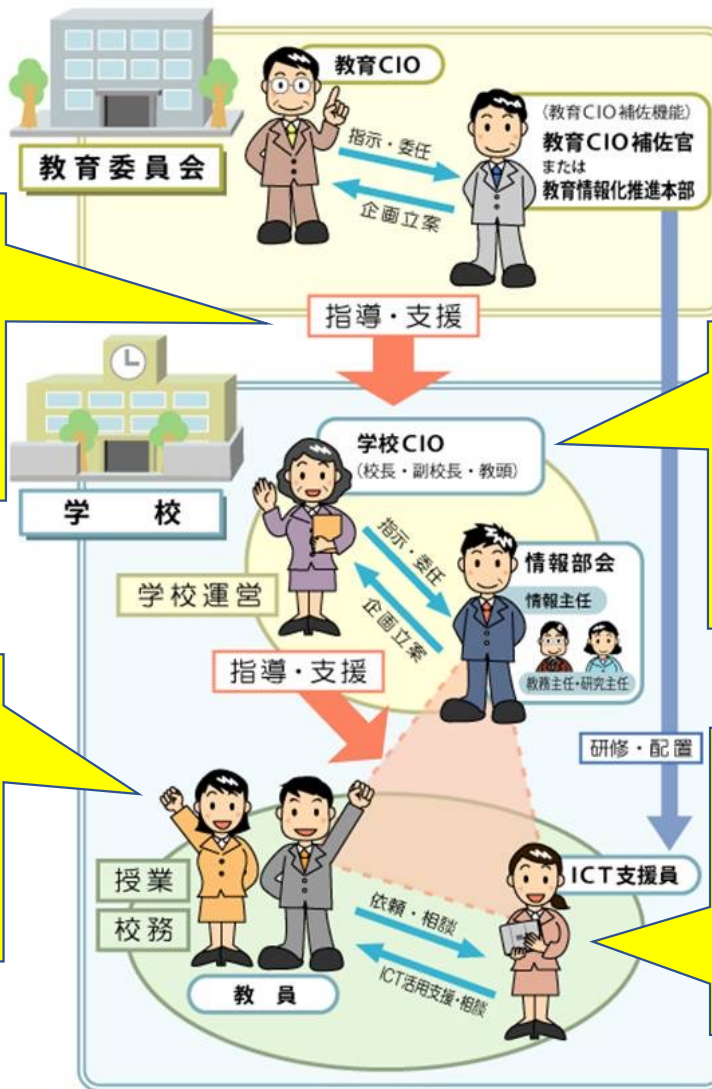 教育CIO
(教育CIO補佐機能)
教育CIO補佐官
または
教育情報化推進本部
指示・委任
企画立案
教育委員会
指導・支援
学校CIO
(校長・副校長・教頭)
学校
指示・委任
企画立案
情報部会
情報主任
教務主任・研究主任
学校運営
指導・支援
研修・配置
ICT支援員
授業
校務
依頼・相談
ICT活用支援・相談
教員